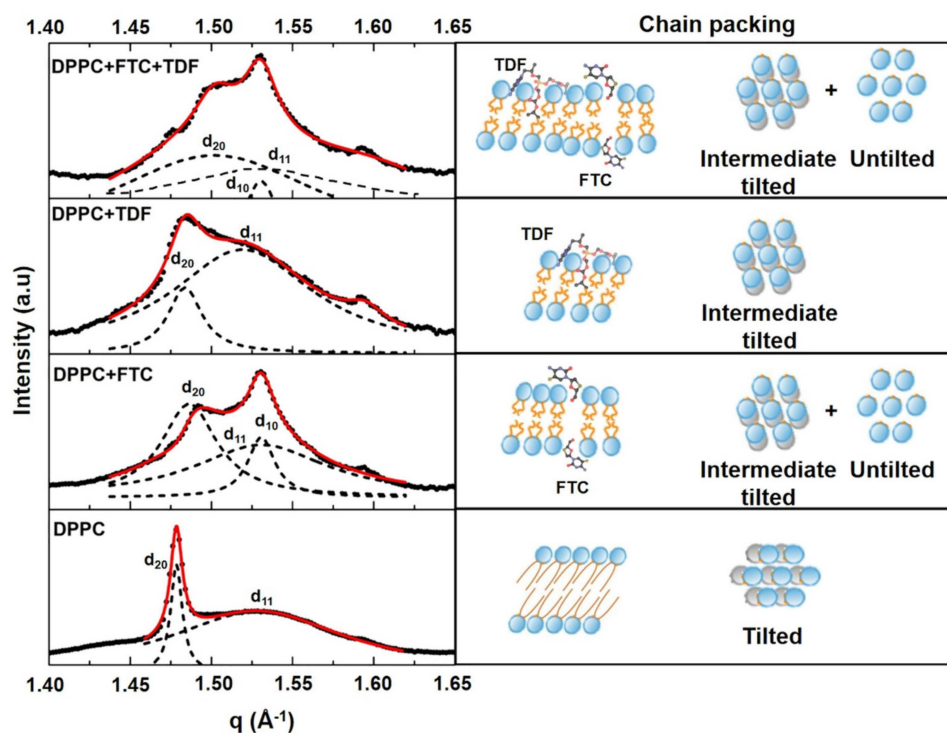 1.40 1.45 1.50 1.55 1.60 1.65
Chain packing
DPPC+FTC+TDF
d20
d11
d10
TDF
FTC
+
Intermediate
tilted
Untilted
DPPC+TDF
d20
d11
TDF
Intermediate
tilted
DPPC+FTC
d20
d11
d10
FTC
+
Intermediate
tilted
Untilted
DPPC
d20
d11
Tilted
1.40 1.45 1.50 1.55 1.60 1.65
q (Å-1)
Intensity (a.u)